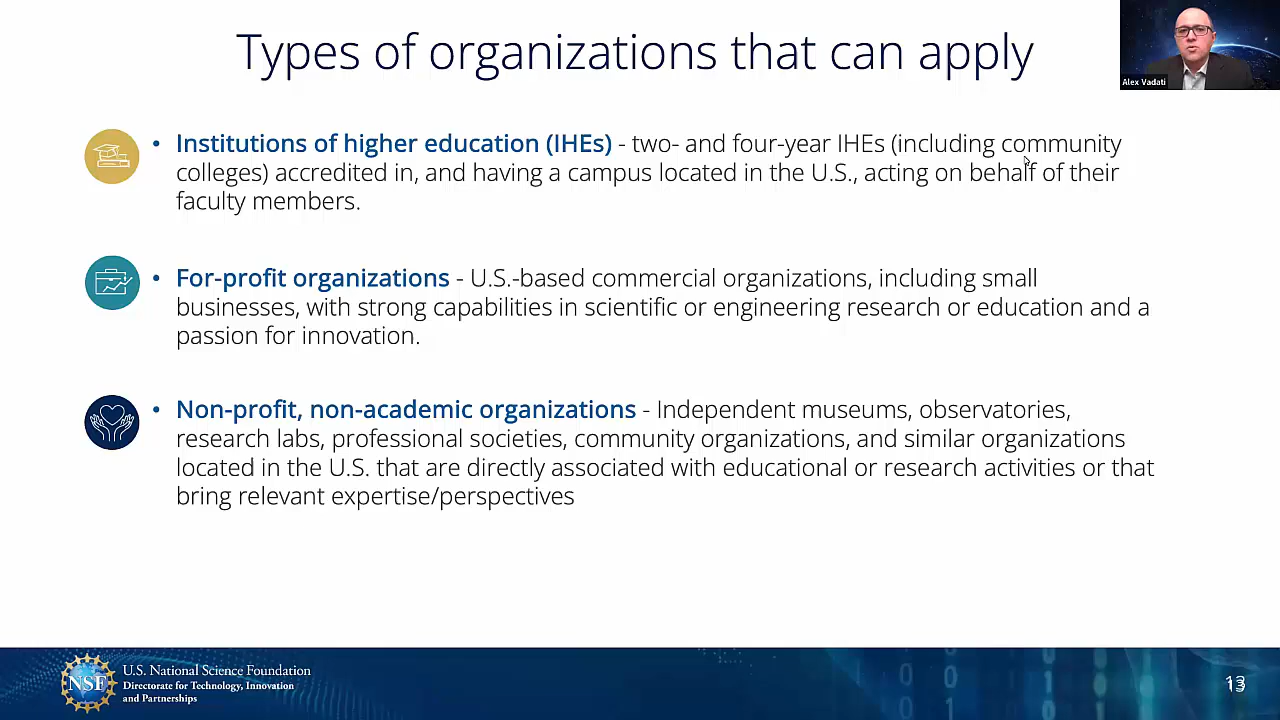 Types of organizations that can apply
Alex Vadati
• Institutions of higher education (IHEs) - two- and four-year IHEs (including community
colleges) accredited in, and having a campus located in the U.S., acting on behalf of their
faculty members.
• For-profit organizations - U.S.-based commercial organizations, including small
businesses, with strong capabilities in scientific or engineering research or education and a
passion for innovation.
• Non-profit, non-academic organizations - Independent museums, observatories,
research labs, professional societies, community organizations, and similar organizations
located in the U.S. that are directly associated with educational or research activities or that
bring relevant expertise/perspectives
NSF
U.S. National Science Foundation
Directorate for Technology, Innovation
and Partnerships
13